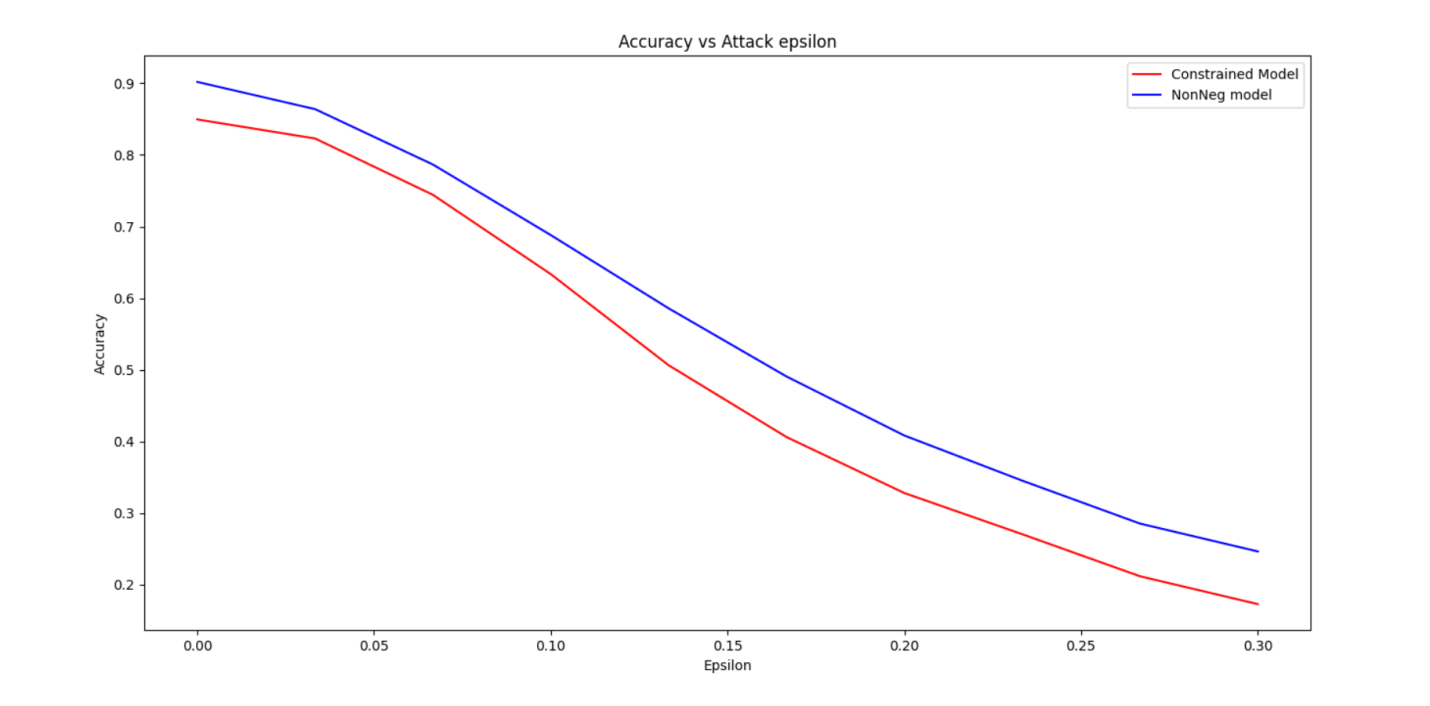 Accuracy vs Attack epsilon
Constrained Model
NonNeg model
Accuracy
0.9
0.8
0.7
0.6
0.5
0.4
0.3
0.2
0.00 0.05 0.10 0.15 0.20 0.25 0.30
Epsilon